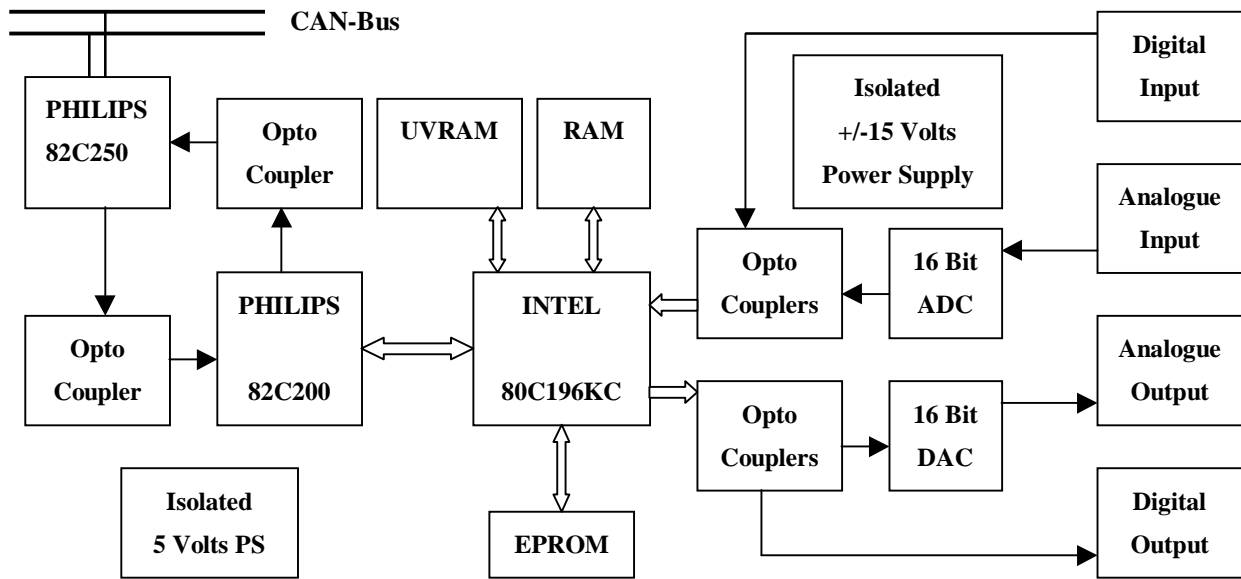 CAN-Bus
PHILIPS
82C250
Opto
Coupler
UVRAM
RAM
Isolated
+/-15 Volts
Power Supply
Digital
Input
Analogue
Input
Opto
Coupler
PHILIPS
82C200
INTEL
80C196KC
Opto
Couplers
16 Bit
ADC
Analogue
Output
Opto
Couplers
16 Bit
DAC
Isolated
5 Volts PS
EPROM
Digital
Output